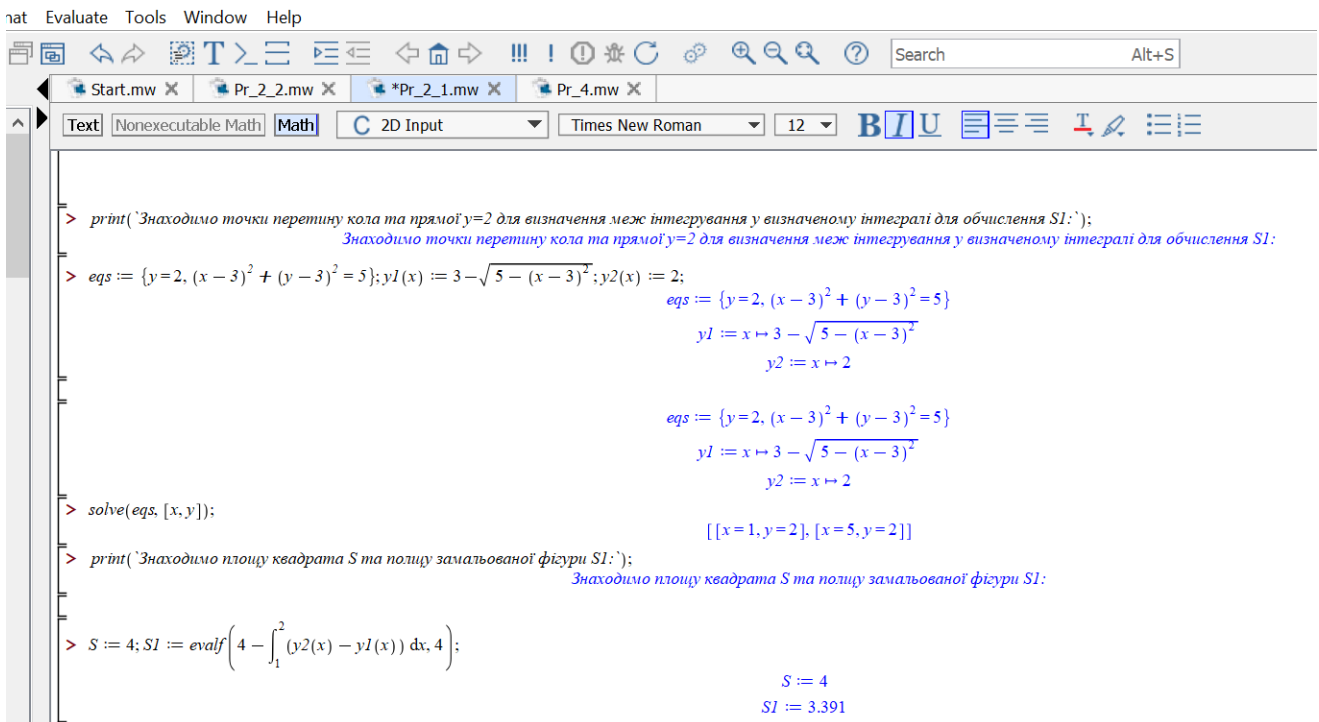 nat Evaluate Tools Window Help
T Search Alt+S
Start.mw X Pr_2_2.mw X *Pr_2_1.mw X Pr_4.mw X
Text Nonexecutable Math Math C 2D Input Times New Roman 12 B I U T
> print(`Знаходимо точки перетину кола та прямої y=2 для визначення меж інтегрування у визначеному інтегралі для обчислення S1:`);
Знаходимо точки перетину кола та прямої y=2 для визначення меж інтегрування у визначеному інтегралі для обчислення S1:
> eqs := {y=2, (x − 3)² + (y − 3)² = 5}; y1(x) := 3−√(5 − (x − 3)²); y2(x) := 2;
eqs := {y=2, (x − 3)² + (y − 3)² = 5}
y1 := x ↦ 3 − √(5 − (x − 3)²)
y2 := x ↦ 2
eqs := {y=2, (x − 3)² + (y − 3)² = 5}
y1 := x ↦ 3 − √(5 − (x − 3)²)
y2 := x ↦ 2
> solve(eqs, [x, y]);
[[x=1, y=2], [x=5, y=2]]
> print(`Знаходимо площу квадрата S та полщу замальованої фігури S1:`);
Знаходимо площу квадрата S та полщу замальованої фігури S1:
> S := 4; S1 := evalf(4 − ∫₁² (y2(x) − y1(x)) dx, 4);
S := 4
S1 := 3.391